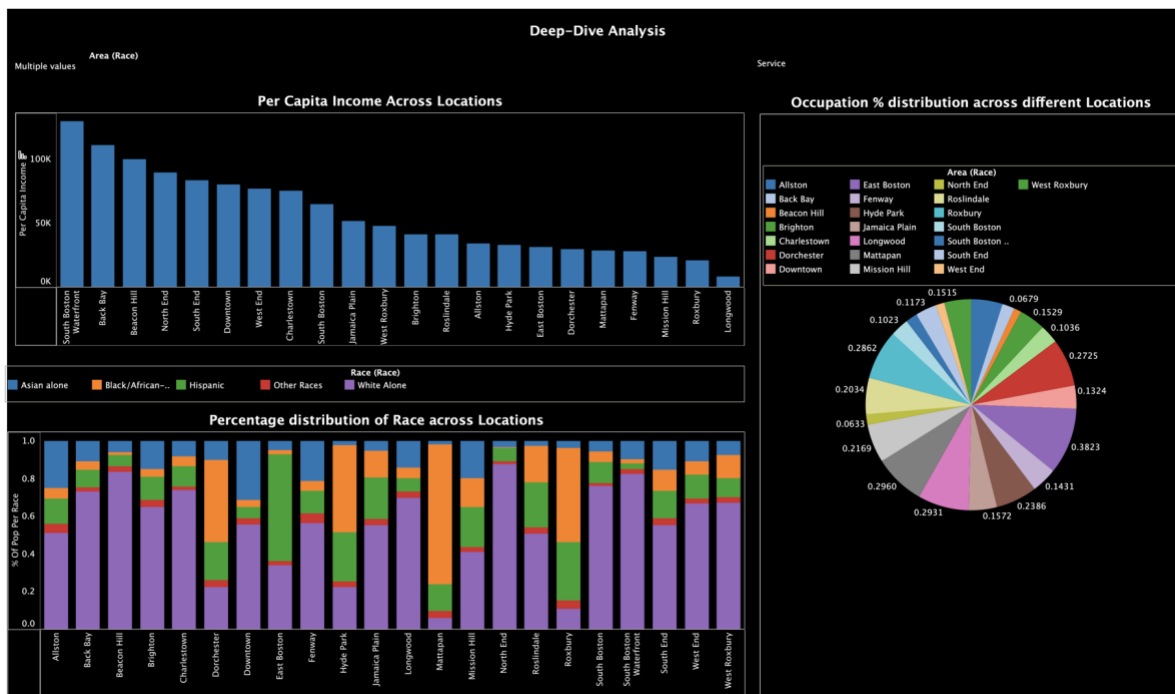 Deep-Dive Analysis
Area (Race)
Multiple values
Service
Per Capita Income Across Locations
Per Capita Income
100K
50K
0K
South Boston
Waterfront
Back Bay
Beacon Hill
North End
South End
Downtown
West End
Charlestown
South Boston
Jamaica Plain
West Roxbury
Brighton
Roslindale
Allston
Hyde Park
East Boston
Dorchester
Mattapan
Fenway
Mission Hill
Roxbury
Longwood
Race (Race)
Asian alone
Black/African-..
Hispanic
Other Races
White Alone
Percentage distribution of Race across Locations
% Of Pop Per Race
1.0
0.8
0.6
0.4
0.2
0.0
Allston
Back Bay
Beacon Hill
Brighton
Charlestown
Dorchester
Downtown
East Boston
Fenway
Hyde Park
Jamaica Plain
Longwood
Mattapan
Mission Hill
North End
Roslindale
Roxbury
South Boston
South Boston
Waterfront
South End
West End
West Roxbury
Occupation % distribution across different Locations
Area (Race)
Allston
Back Bay
Beacon Hill
Brighton
Charlestown
Dorchester
Downtown
East Boston
Fenway
Hyde Park
Jamaica Plain
Longwood
Mattapan
Mission Hill
North End
Roslindale
Roxbury
South Boston
South Boston ..
South End
West End
West Roxbury
0.1515
0.0679
0.1173
0.1529
0.1023
0.1036
0.2862
0.2725
0.2034
0.1324
0.0633
0.3823
0.2169
0.1431
0.2960
0.2386
0.2931
0.1572